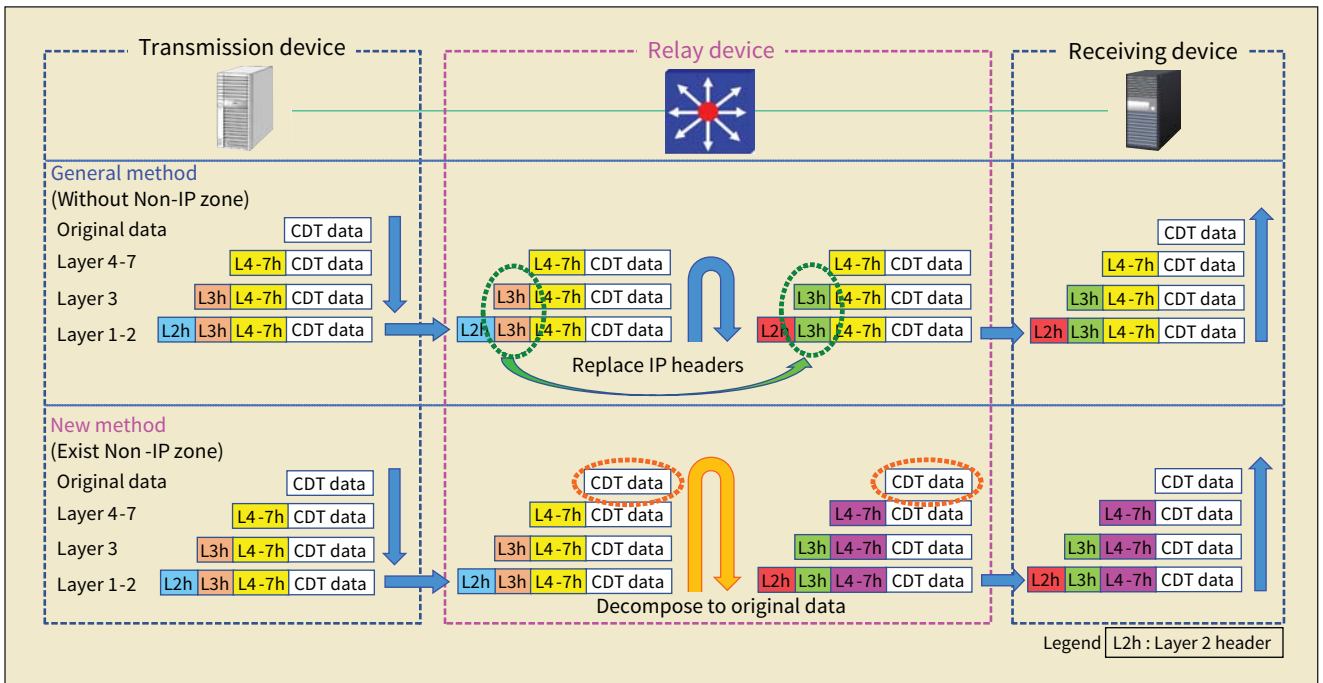 Transmission device
Relay device
Receiving device
General method
(Without Non-IP zone)
Original data
CDT data
CDT data
Layer 4-7
L4-7h CDT data
L4-7h CDT data
L4-7h CDT data
L4-7h CDT data
Layer 3
L3h L4-7h CDT data
L3h L4-7h CDT data
L3h L4-7h CDT data
L3h L4-7h CDT data
Layer 1-2
L2h L3h L4-7h CDT data
L2h L3h L4-7h CDT data
L2h L3h L4-7h CDT data
L2h L3h L4-7h CDT data
Replace IP headers
New method
(Exist Non -IP zone)
Original data
CDT data
CDT data
CDT data
CDT data
Layer 4-7
L4-7h CDT data
L4-7h CDT data
L4-7h CDT data
L4-7h CDT data
Layer 3
L3h L4-7h CDT data
L3h L4-7h CDT data
L3h L4-7h CDT data
L3h L4-7h CDT data
Layer 1-2
L2h L3h L4-7h CDT data
L2h L3h L4-7h CDT data
L2h L3h L4-7h CDT data
L2h L3h L4-7h CDT data
Decompose to original data
Legend L2h : Layer 2 header